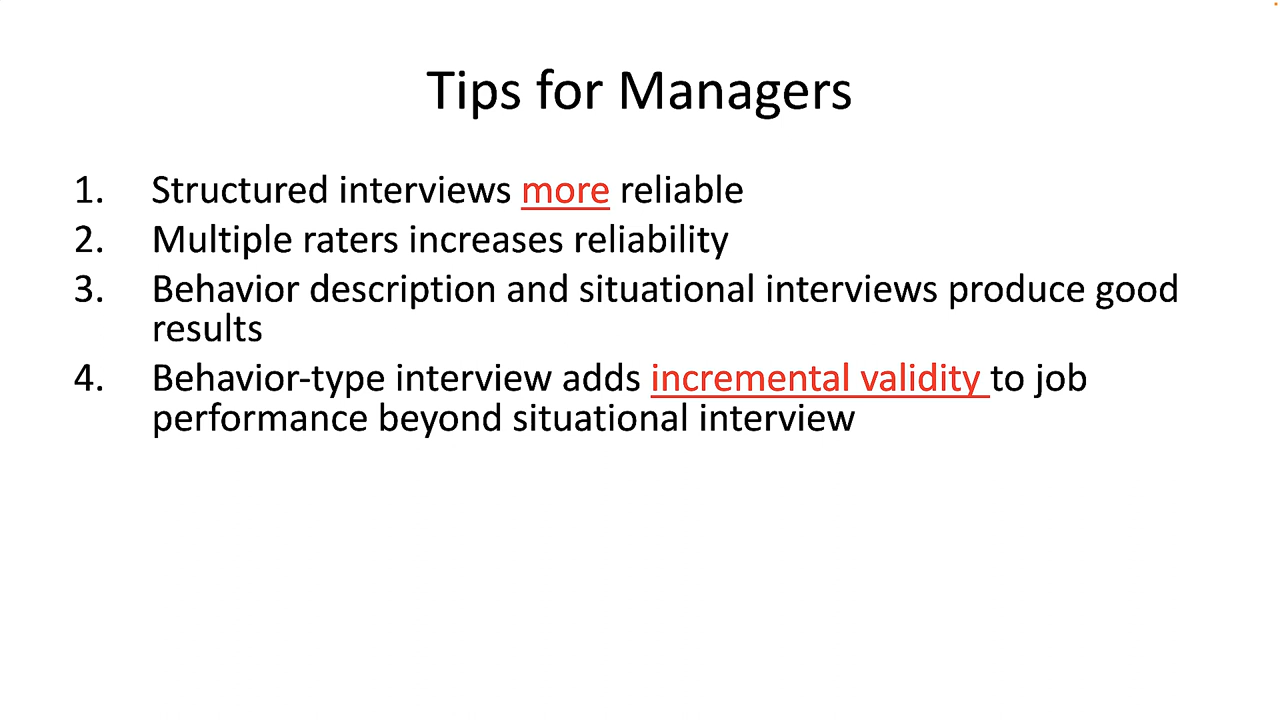 Tips for Managers
1. Structured interviews more reliable
2. Multiple raters increases reliability
3. Behavior description and situational interviews produce good
results
4. Behavior-type interview adds incremental validity to job
performance beyond situational interview